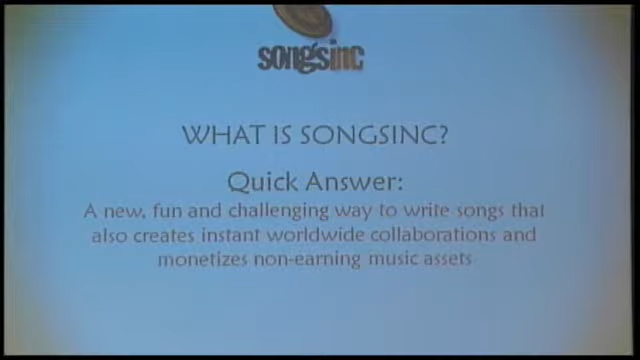 songsinc
WHAT IS SONGSINC?
Quick Answer:
A new, fun and challenging way to write songs that
also creates instant worldwide collaborations and
monetizes non-earning music assets